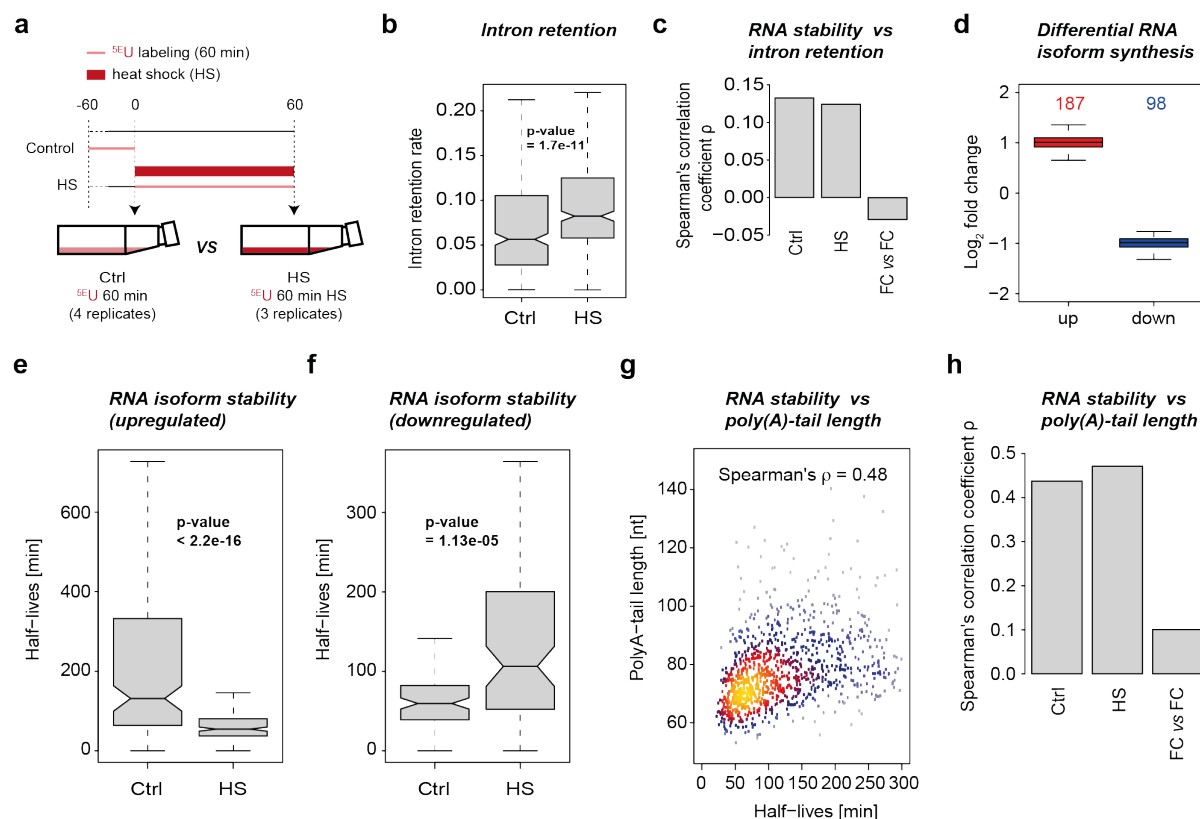 a
5EU labeling (60 min)
heat shock (HS)
-60
0
60
Control
HS
vs
Ctrl
5EU 60 min
(4 replicates)
HS
5EU 60 min HS
(3 replicates)
b
Intron retention
Intron retention rate
0.20
0.15
0.10
0.05
0.00
p-value
= 1.7e-11
Ctrl
HS
c
RNA stability vs
intron retention
Spearman's correlation
coefficient ρ
0.15
0.10
0.05
0.00
−0.05
Ctrl
HS
FC vs FC
d
Differential RNA
isoform synthesis
Log2 fold change
2
1
0
−1
−2
187
98
up
down
e
RNA isoform stability
(upregulated)
Half−lives [min]
600
400
200
0
p-value
< 2.2e-16
Ctrl
HS
f
RNA isoform stability
(downregulated)
Half−lives [min]
300
200
100
0
p-value
= 1.13e-05
Ctrl
HS
g
RNA stability vs
poly(A)-tail length
PolyA−tail length [nt]
140
120
100
80
60
Spearman's ρ = 0.48
0
50
100
150
200
250
300
Half−lives [min]
h
RNA stability vs
poly(A)-tail length
Spearman's correlation coefficient ρ
0.5
0.4
0.3
0.2
0.1
0.0
Ctrl
HS
FC vs FC